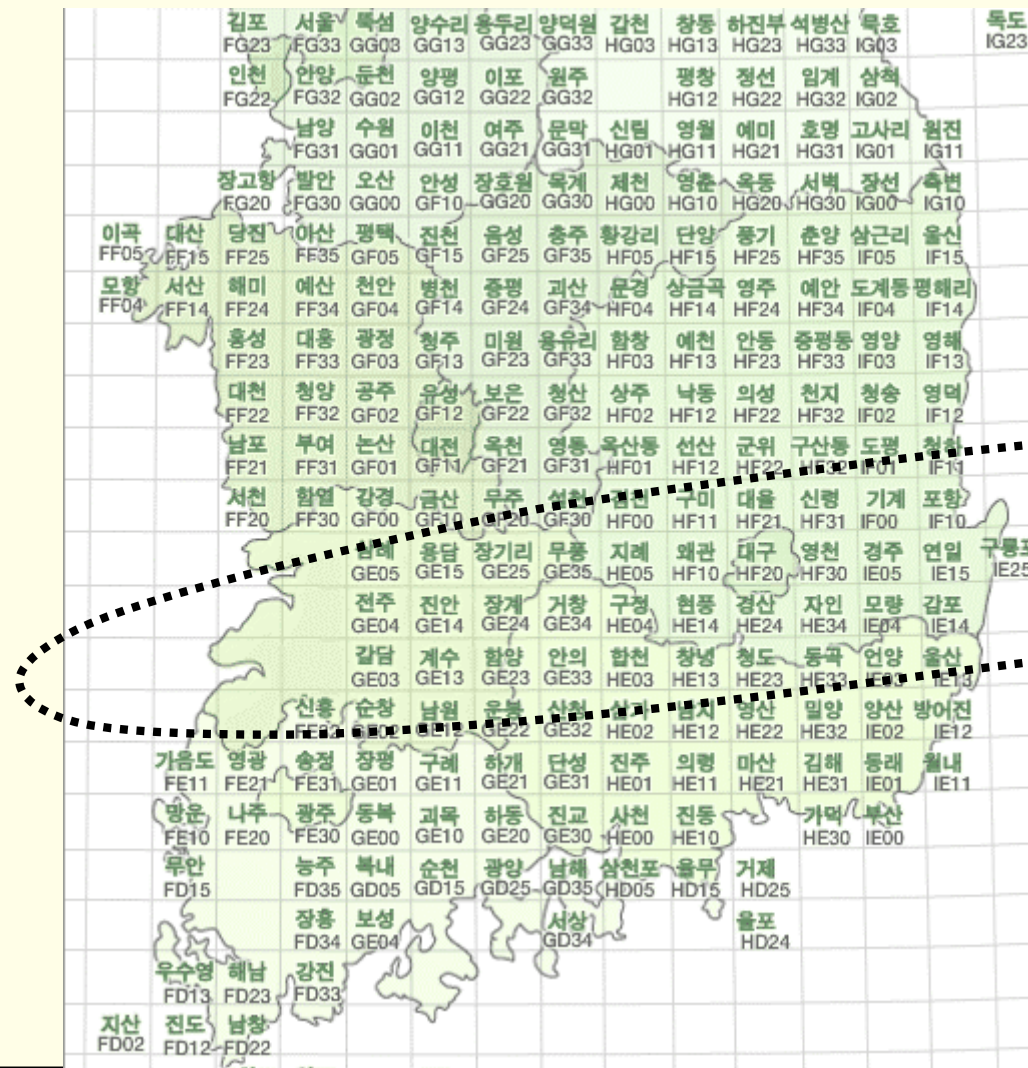 김포 서울 뚝섬 양수리 용두리 양덕원 갑천 창동 하진부 석병산 묵호 독도
FG23 FG33 GG03 GG13 GG23 GG33 HG03 HG13 HG23 HG33 IG03 IG23
인천 안양 둔천 양평 이포 원주 평창 정선 임계 삼척
FG22 FG32 GG02 GG12 GG22 GG32 HG12 HG22 HG32 IG02
남양 수원 이천 여주 문막 신림 영월 예미 호명 고사리 원진
FG31 GG01 GG11 GG21 GG31 HG01 HG11 HG21 HG31 IG01 IG11
장고항 발안 오산 안성 장호원 목계 제천 영춘 옥동 서벽 장선 죽변
FG20 FG30 GG00 GF10 GG20 GG30 HG00 HG10 HG20 HG30 IG00 IG10
이곡 대산 당진 아산 평택 진천 음성 충주 황강리 단양 풍기 춘양 삼근리 울신
FF05 FF15 FF25 FF35 GF05 GF15 GF25 GF35 HF05 HF15 HF25 HF35 IF05 IF15
모항 서산 해미 예산 천안 병천 증평 괴산 문경 상금곡 영주 예안 도계동 평해리
FF04 FF14 FF24 FF34 GF04 GF14 GF24 GF34 HF04 HF14 HF24 HF34 IF04 IF14
홍성 대흥 광정 청주 미원 용유리 함창 예천 안동 중평동 영양 영해
FF23 FF33 GF03 GF13 GF23 GF33 HF03 HF13 HF23 HF33 IF03 IF13
대천 청양 공주 유성 보은 청산 상주 낙동 의성 천지 청송 영덕
FF22 FF32 GF02 GF12 GF22 GF32 HF02 HF12 HF22 HF32 IF02 IF12
남포 부여 논산 대전 옥천 영동 옥산동 선산 군위 구산동 도평 청하
FF21 FF31 GF01 GF11 GF21 GF31 HF01 HF12 HF22 HF32 IF01 IF11
서천 함열 강경 금산 무주 설천 김천 구미 대율 신령 기계 포항
FF20 FF30 GF00 GF10 GF20 GF30 HF00 HF11 HF21 HF31 IF00 IF10
삼례 용담 장기리 무풍 지례 왜관 대구 영천 경주 연일
GE05 GE15 GE25 GE35 HE05 HF10 HF20 HF30 IE05 IE15 IE25
전주 진안 장계 거창 구정 현풍 경산 자인 모량 감포
GE04 GE14 GE24 GE34 HE04 HE14 HE24 HE34 IE04 IE14
갈담 계수 함양 안의 합천 창녕 청도 동곡 언양 울산
GE03 GE13 GE23 GE33 HE03 HE13 HE23 HE33 IE03 IE13
신흥 순창 남원 운봉 산청 삼가 남지 영산 밀양 양산 방어진
FE32 GE02 GE12 GE22 GE32 HE02 HE12 HE22 HE32 IE02 IE12
가음도 영광 송정 장평 구례 하개 단성 진주 의령 마산 김해 동래 월내
FE11 FE21 FE31 GE01 GE11 GE21 GE31 HE01 HE11 HE21 HE31 IE01 IE11
망운 나주 광주 동복 괴목 하동 진교 사천 진동 가덕 부산
FE10 FE20 FE30 GE00 GE10 GE20 GE30 HE00 HE10 HE30 IE00
무안 능주 복내 순천 광양 남해 삼천포 율무 거제
FD15 FD35 GD05 GD15 GD25 GD35 HD05 HD15 HD25
장흥 보성 서상 율포
FD34 GE04 GD34 HD24
우수영 해남 강진
FD13 FD23 FD33
지산 진도 남창
FD02 FD12 FD22